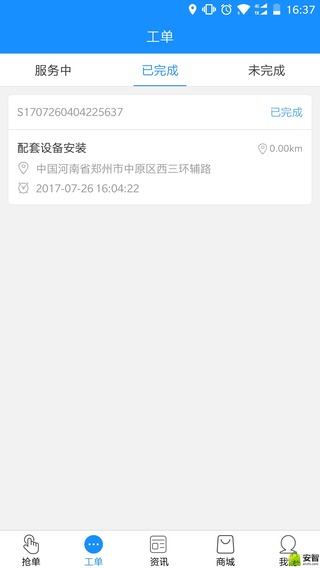 16:37
工单
服务中
已完成
未完成
S1707260404225637
已完成
配套设备安装
0.00km
中国河南省郑州市中原区西三环辅路
2017-07-26 16:04:22
抢单
工单
资讯
商城
我
安智